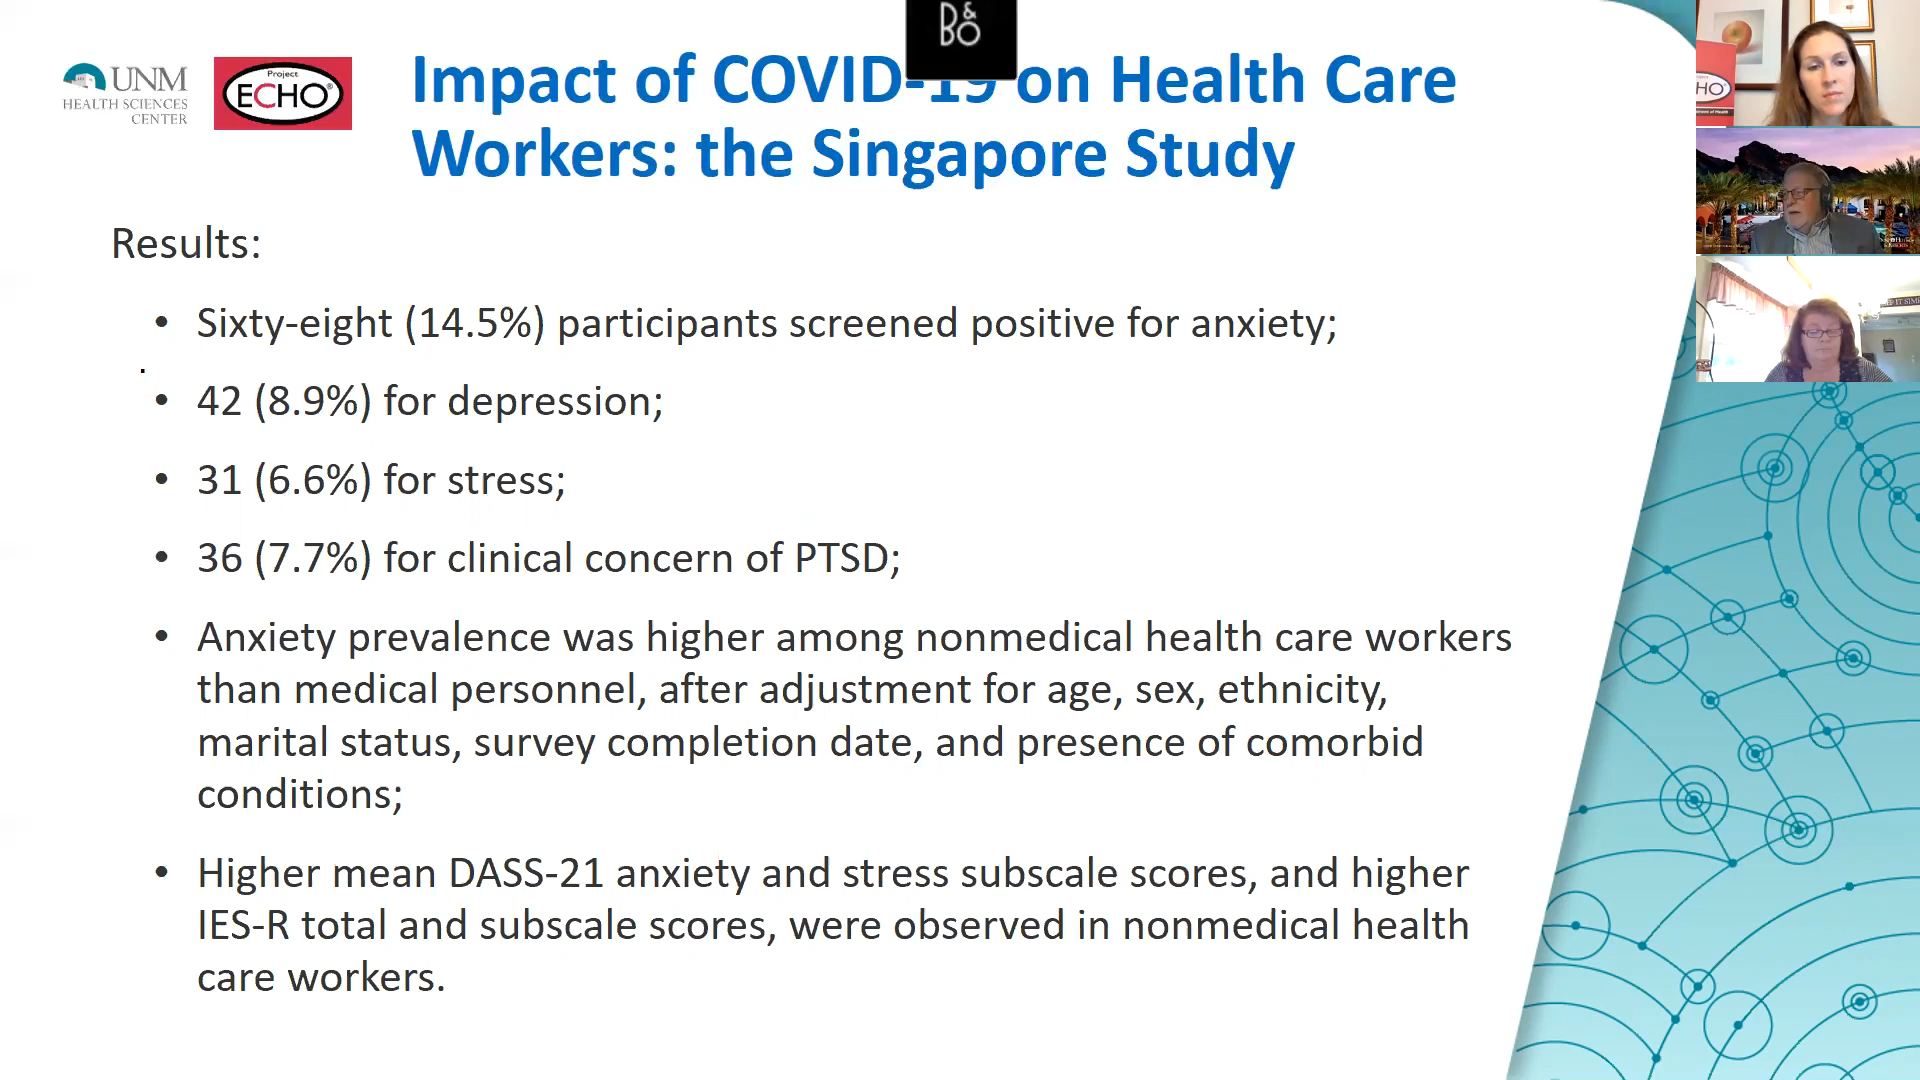 B&O
UNM
HEALTH SCIENCES
CENTER
Project
ECHO®
Impact of COVID-19 on Health Care
Workers: the Singapore Study
Results:
• Sixty-eight (14.5%) participants screened positive for anxiety;
.
• 42 (8.9%) for depression;
• 31 (6.6%) for stress;
• 36 (7.7%) for clinical concern of PTSD;
• Anxiety prevalence was higher among nonmedical health care workers
than medical personnel, after adjustment for age, sex, ethnicity,
marital status, survey completion date, and presence of comorbid
conditions;
• Higher mean DASS-21 anxiety and stress subscale scores, and higher
IES-R total and subscale scores, were observed in nonmedical health
care workers.
HO